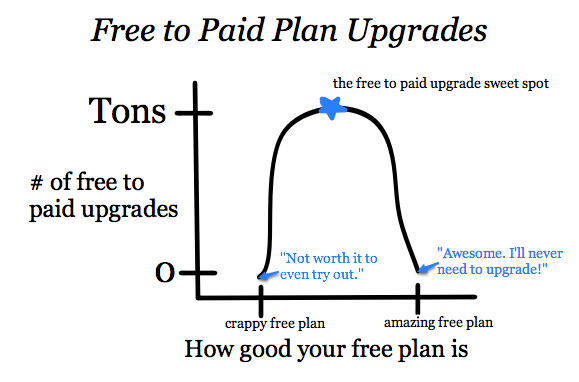 Free to Paid Plan Upgrades
the free to paid upgrade sweet spot
Tons
# of free to
paid upgrades
"Not worth it to
even try out."
"Awesome. I'll never
need to upgrade!"
0
crappy free plan
amazing free plan
How good your free plan is